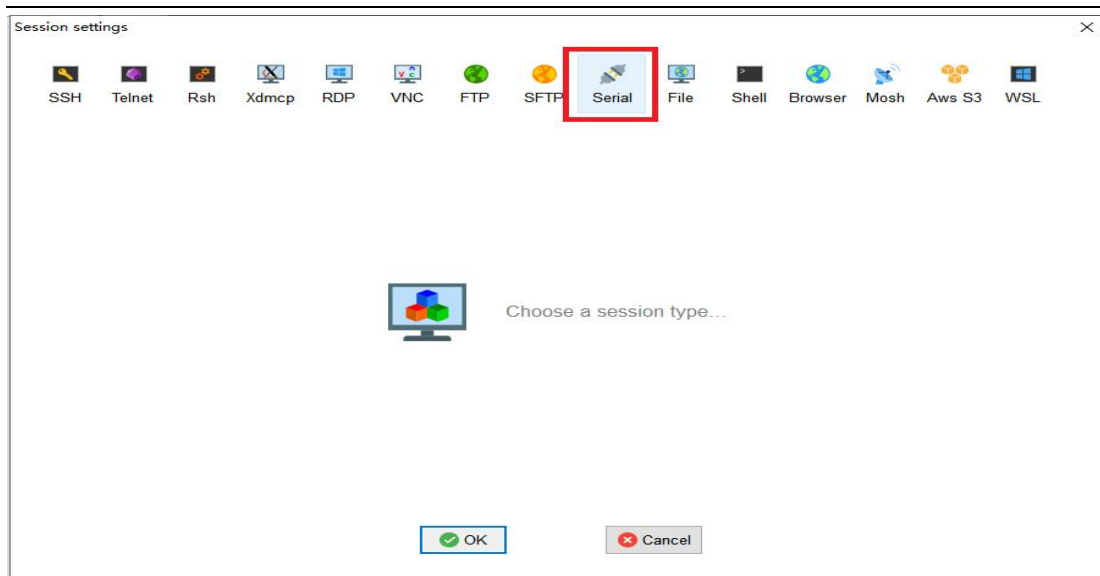 Session settings
SSH Telnet Rsh Xdmcp RDP VNC FTP SFTP Serial File Shell Browser Mosh Aws S3 WSL
Choose a session type...
OK Cancel